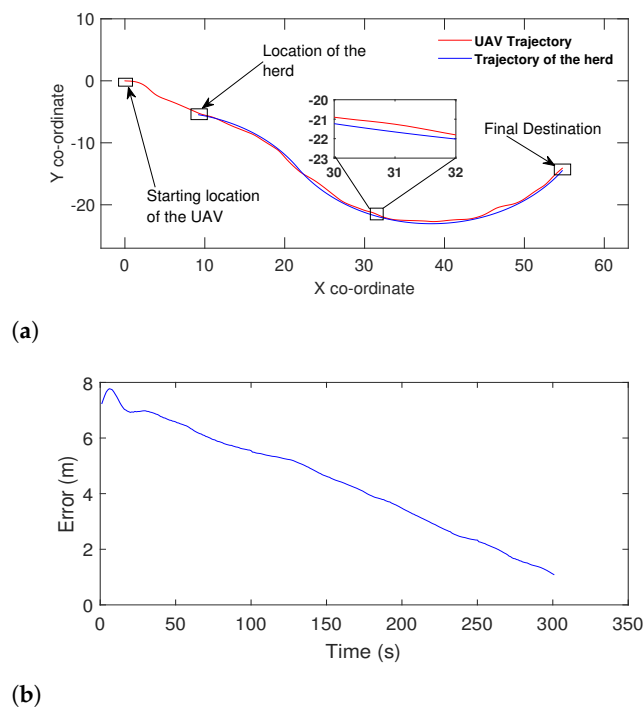 10
0
-10
-20
Y co-ordinate
Location of the
herd
UAV Trajectory
Trajectory of the herd
-20
-21
-22
-23
30 31 32
Final Destination
Starting location
of the UAV
0 10 20 30 40 50 60
X co-ordinate
(a)
8
6
4
2
0
Error (m)
0 50 100 150 200 250 300 350
Time (s)
(b)